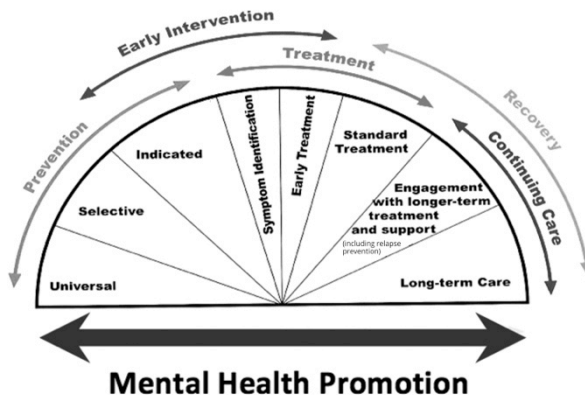 Early Intervention
Treatment
Prevention
Recovery
Continuing Care
Universal
Selective
Indicated
Symptom Identification
Early Treatment
Standard
Treatment
Engagement
with longer-term
treatment
and support
(including relapse
prevention)
Long-term Care
Mental Health Promotion